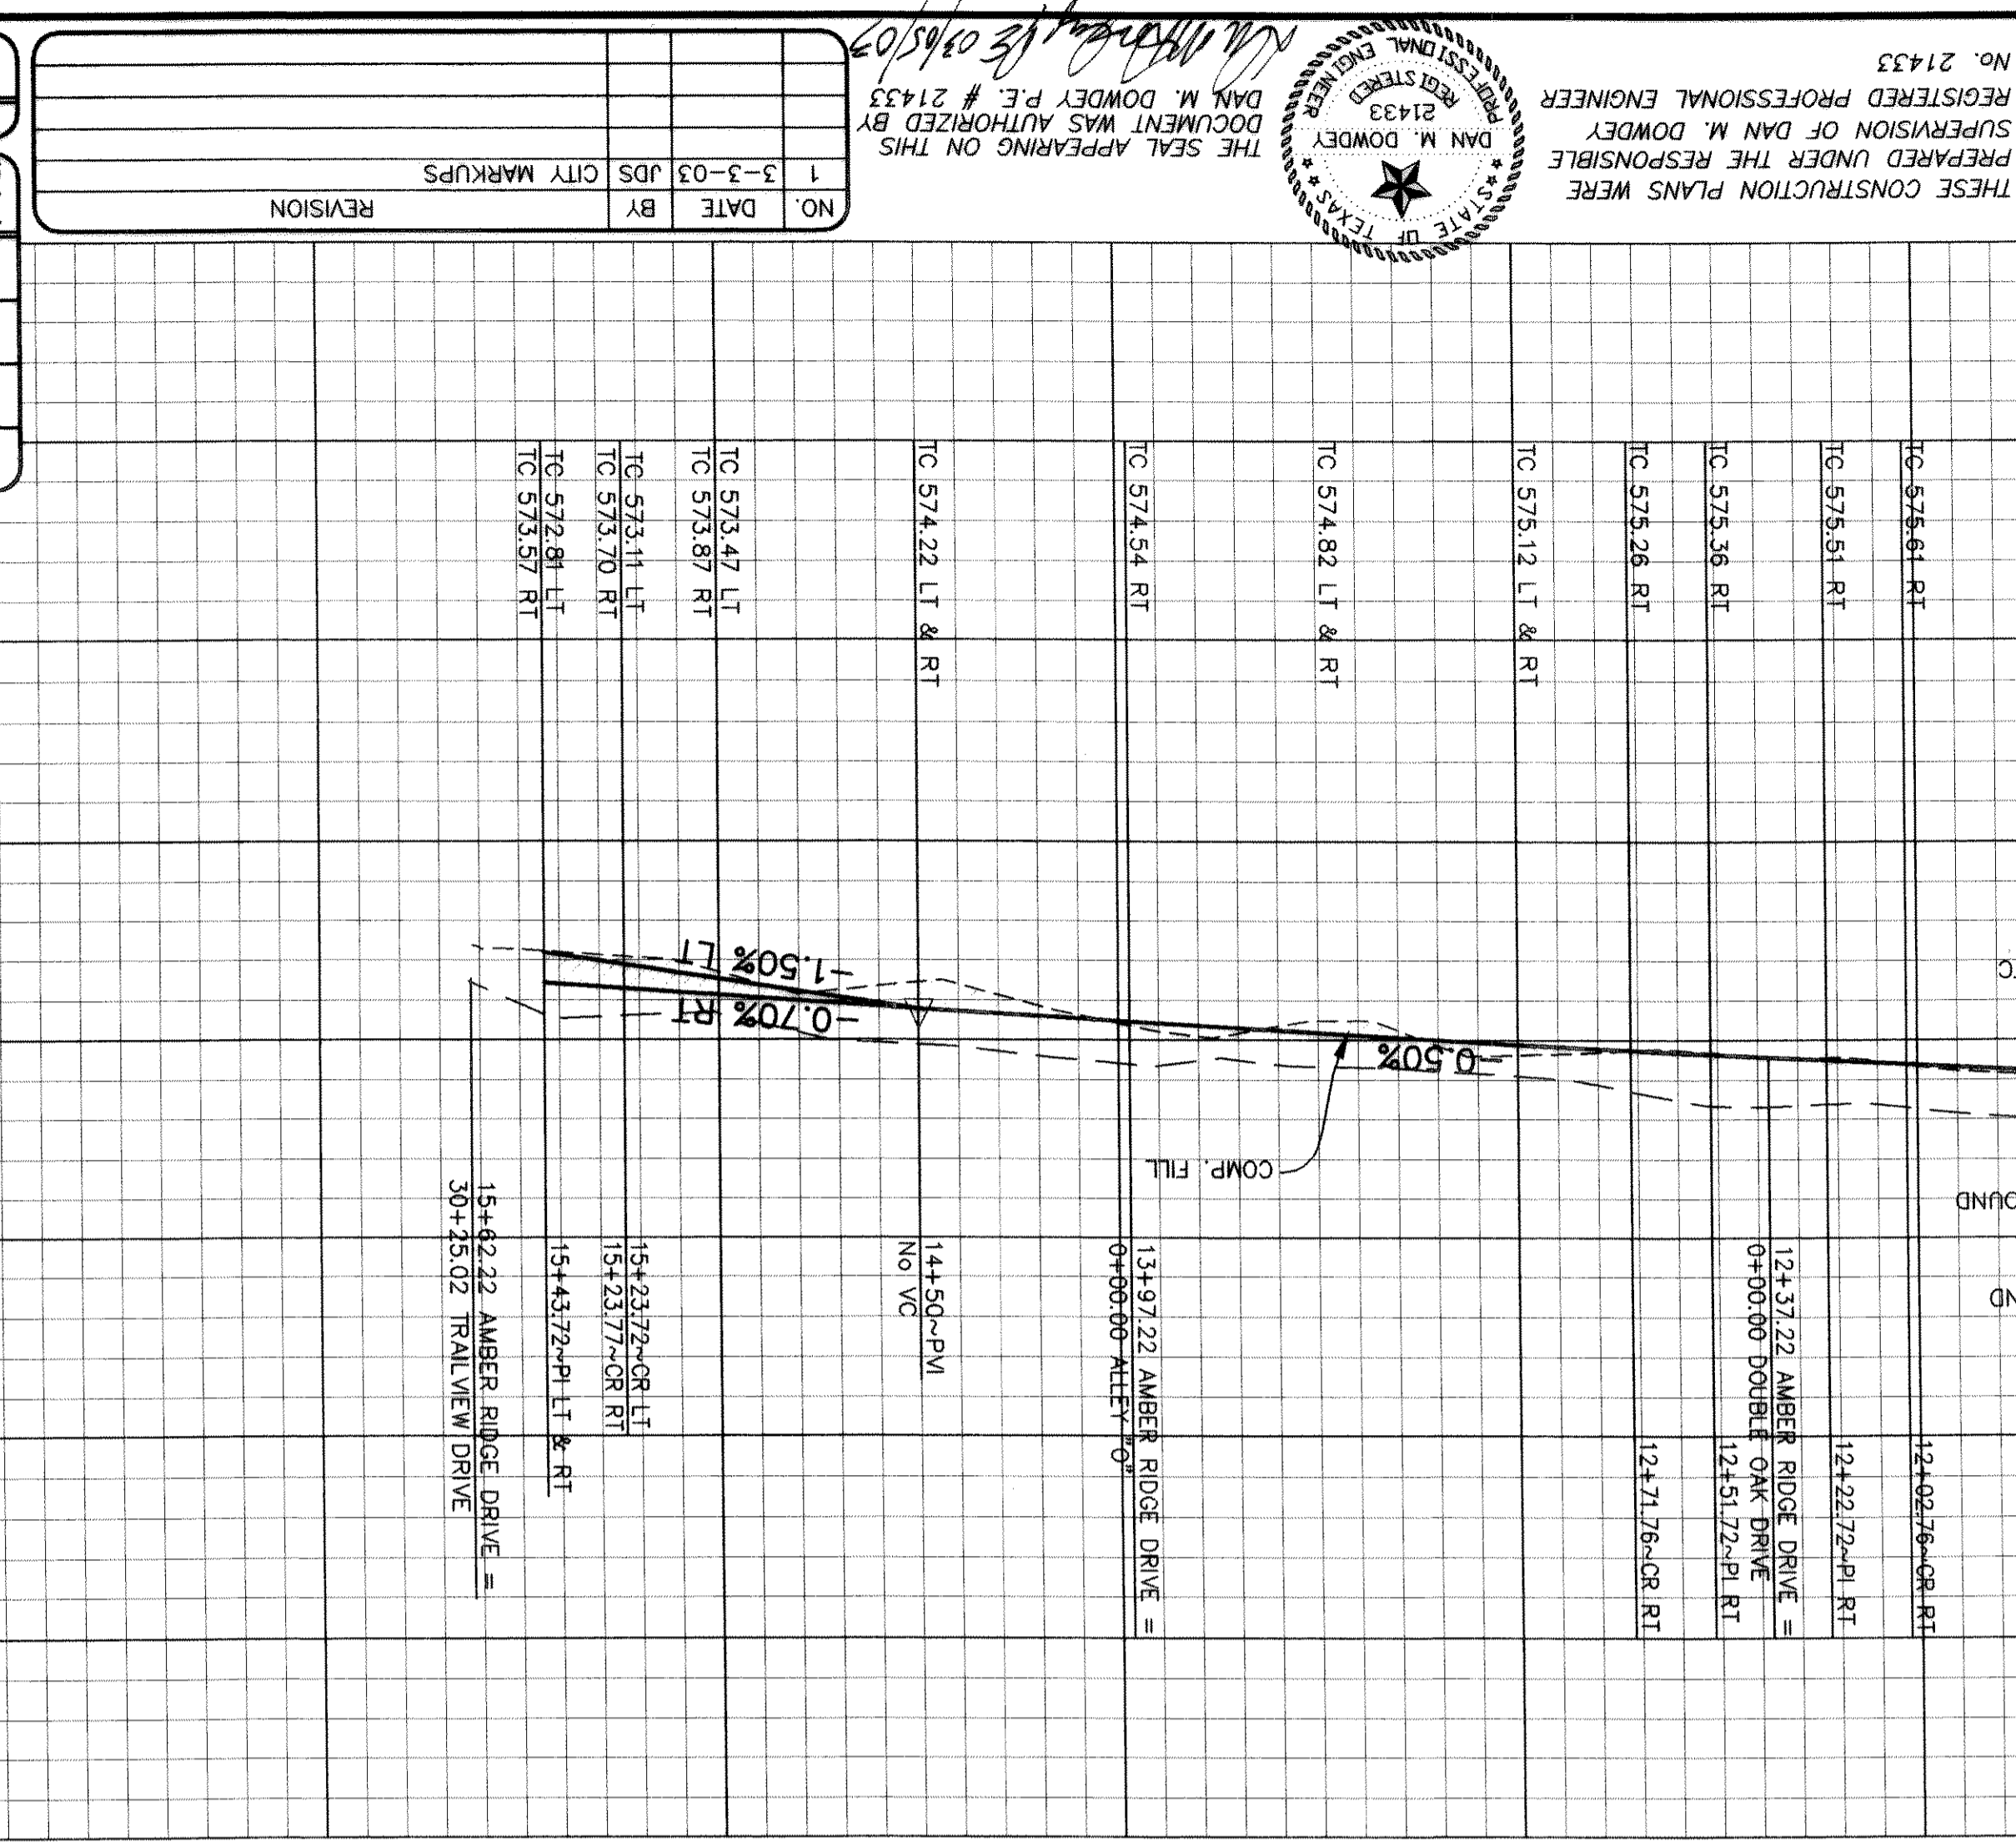 12+02.76~CR RT
12+22.72~PI RT
12+37.22 AMBER RIDGE DRIVE =
0+00.00 DOUBLE OAK DRIVE
12+51.72~PI RT
12+71.76~CR RT
13+97.22 AMBER RIDGE DRIVE =
0+00.00 ALLEY "O"
14+50~PVI
No VC
15+23.72~CR LT
15+23.77~CR RT
15+43.72~PI LT & RT
15+62.22 AMBER RIDGE DRIVE =
30+25.02 TRAILVIEW DRIVE
COMP. FILL
-0.50%
-0.70% RT
-1.50% LT
TC 575.61 RT
TC 575.51 RT
TC 575.36 RT
TC 575.26 RT
TC 575.12 LT & RT
TC 574.82 LT & RT
TC 574.54 RT
TC 574.22 LT & RT
TC 573.47 LT
TC 573.87 RT
TC 573.11 LT
TC 573.70 RT
TC 572.81 LT
TC 573.57 RT
THESE CONSTRUCTION PLANS WERE
PREPARED UNDER THE RESPONSIBLE
SUPERVISION OF DAN M. DOWDEY
REGISTERED PROFESSIONAL ENGINEER
No. 21433
STATE OF TEXAS
DAN M. DOWDEY
21433
REGISTERED
PROFESSIONAL ENGINEER
THE SEAL APPEARING ON THIS
DOCUMENT WAS AUTHORIZED BY
DAN M. DOWDEY P.E. # 21433
PE 03/05/03
NO. DATE BY REVISION
1 3-3-03 JDS CITY MARKUPS